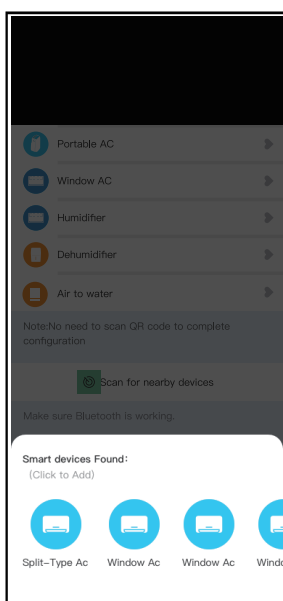 Portable AC
Window AC
Humidifier
Dehumidifier
Air to water
Note:No need to scan QR code to complete
configuration
Scan for nearby devices
Make sure Bluetooth is working.
Smart devices Found:
(Click to Add)
Split-Type Ac Window Ac Window Ac Windo